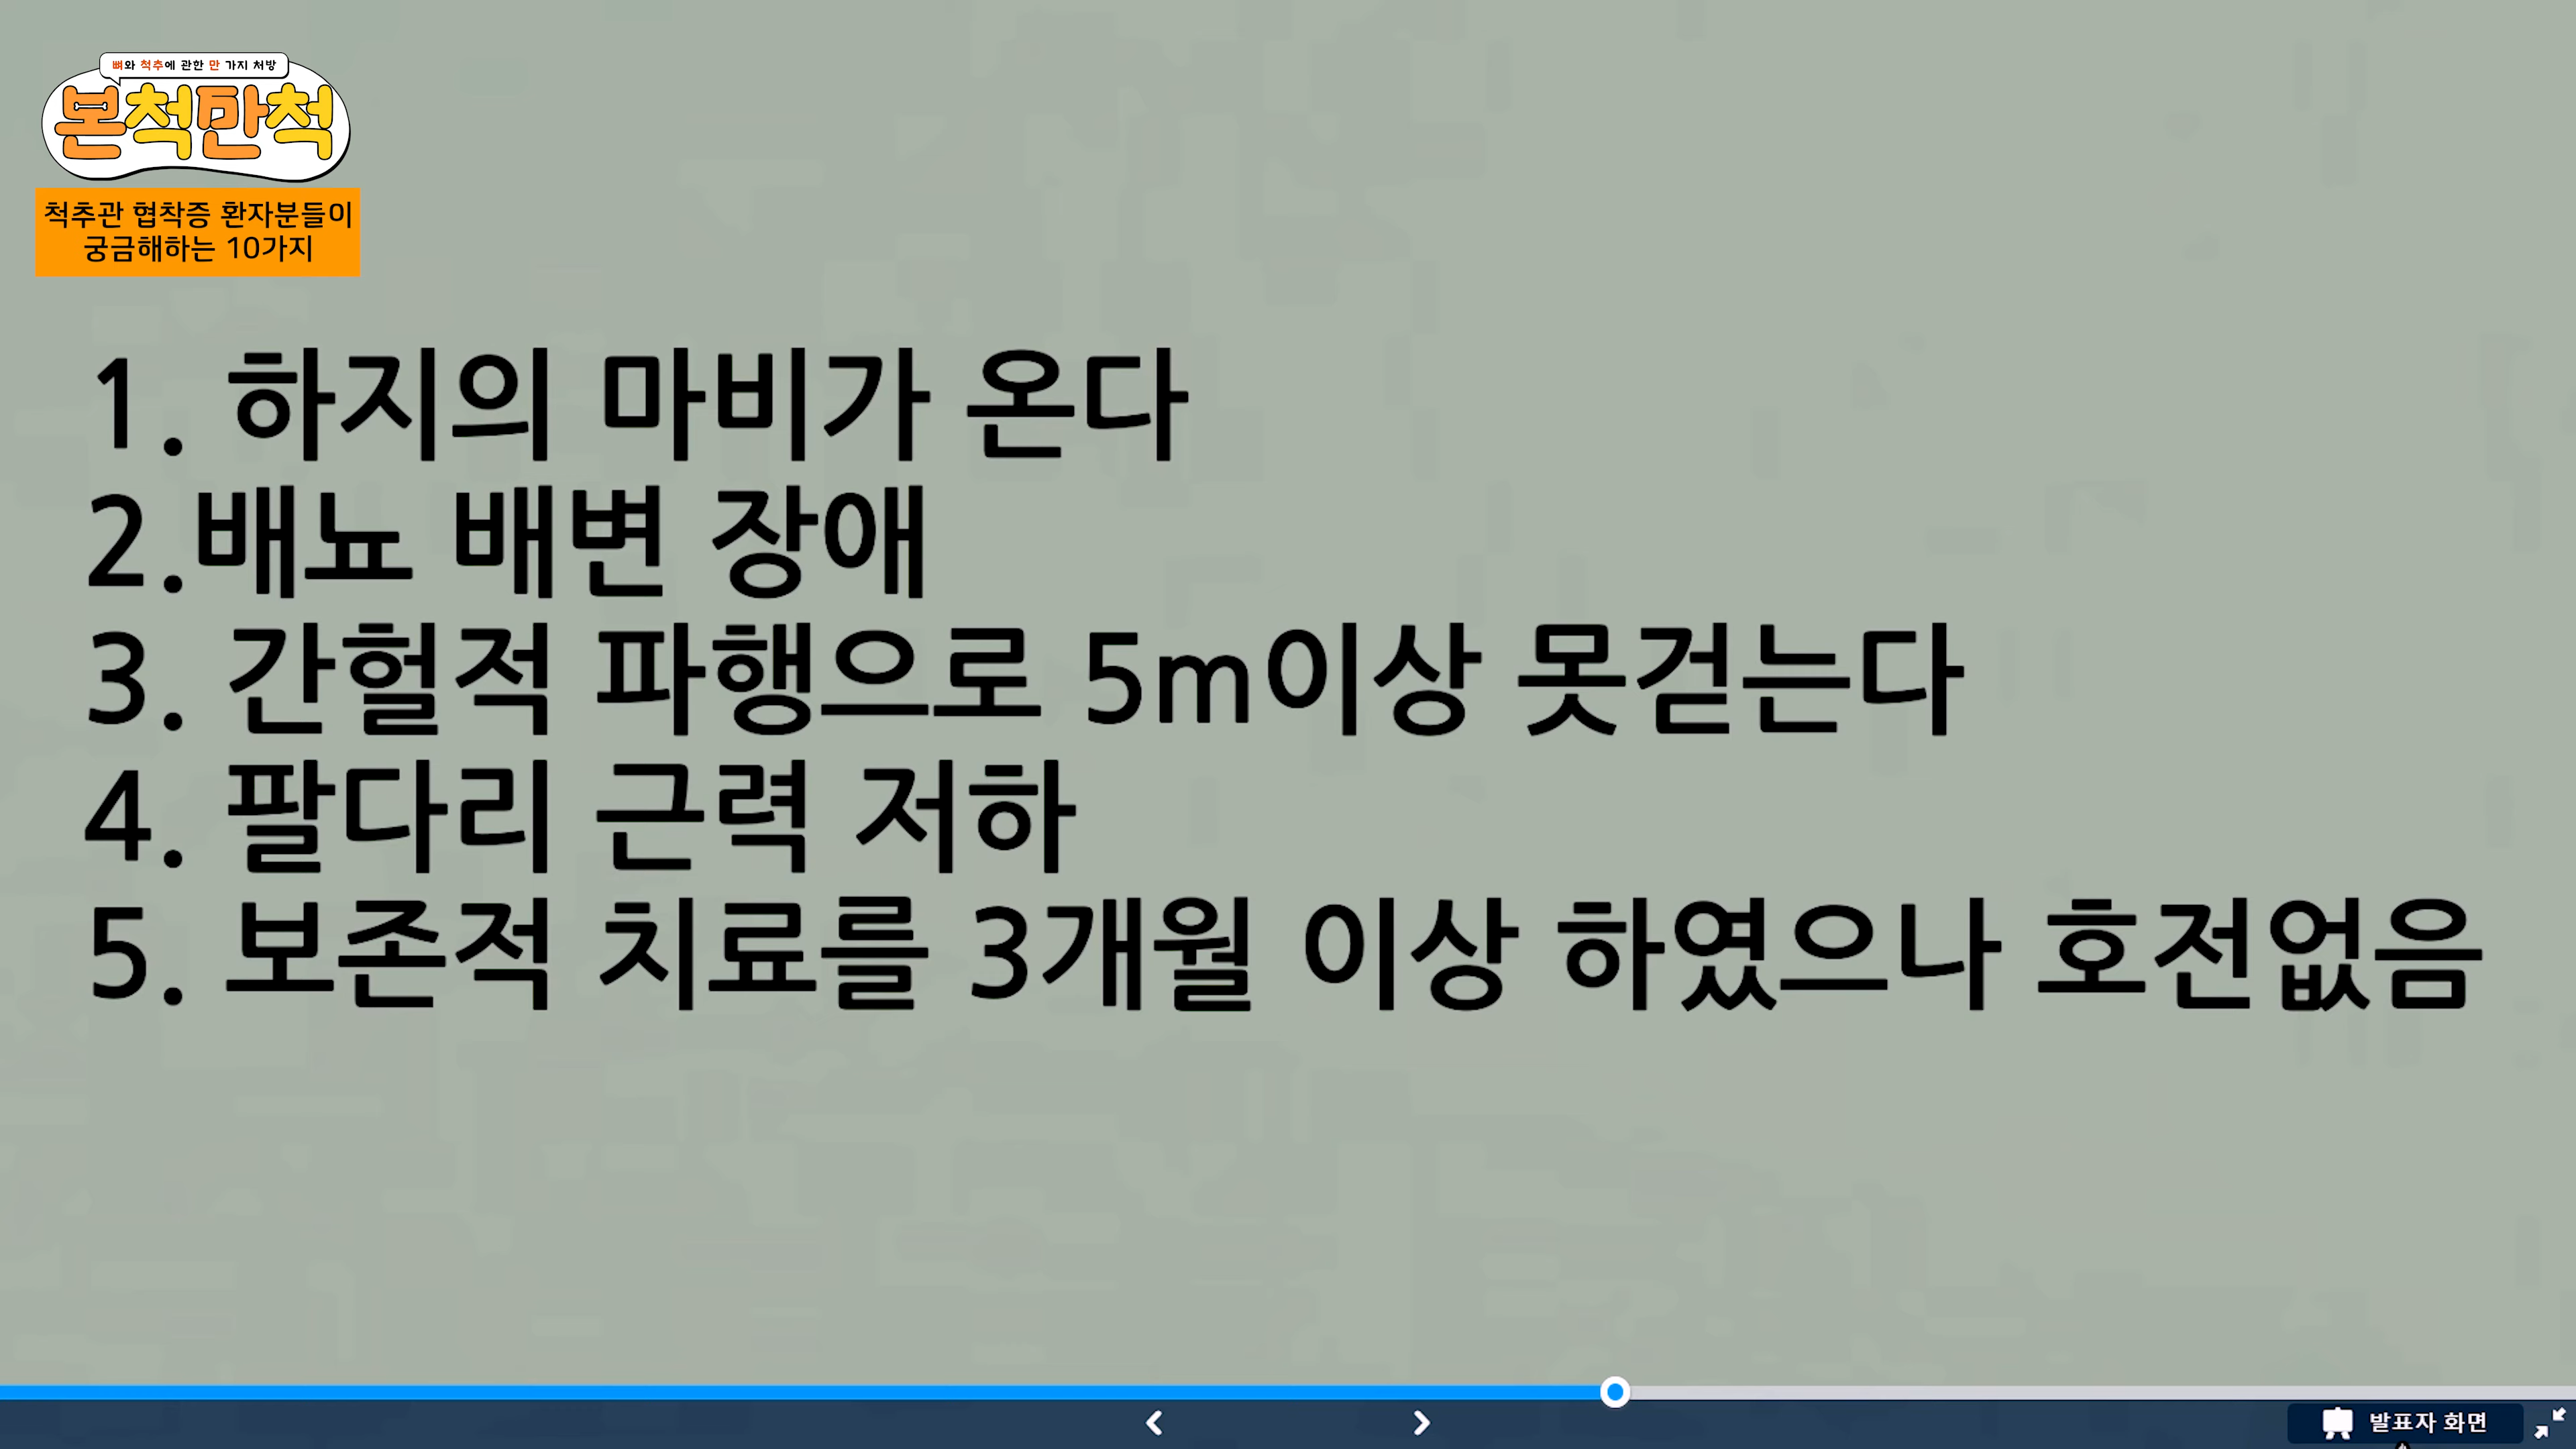 뼈와 척추에 관한 만 가지 처방
본척만척
척추관 협착증 환자분들이
궁금해하는 10가지
1. 하지의 마비가 온다
2.배뇨 배변 장애
3. 간헐적 파행으로 5m이상 못걷는다
4. 팔다리 근력 저하
5. 보존적 치료를 3개월 이상 하였으나 호전없음
발표자 화면